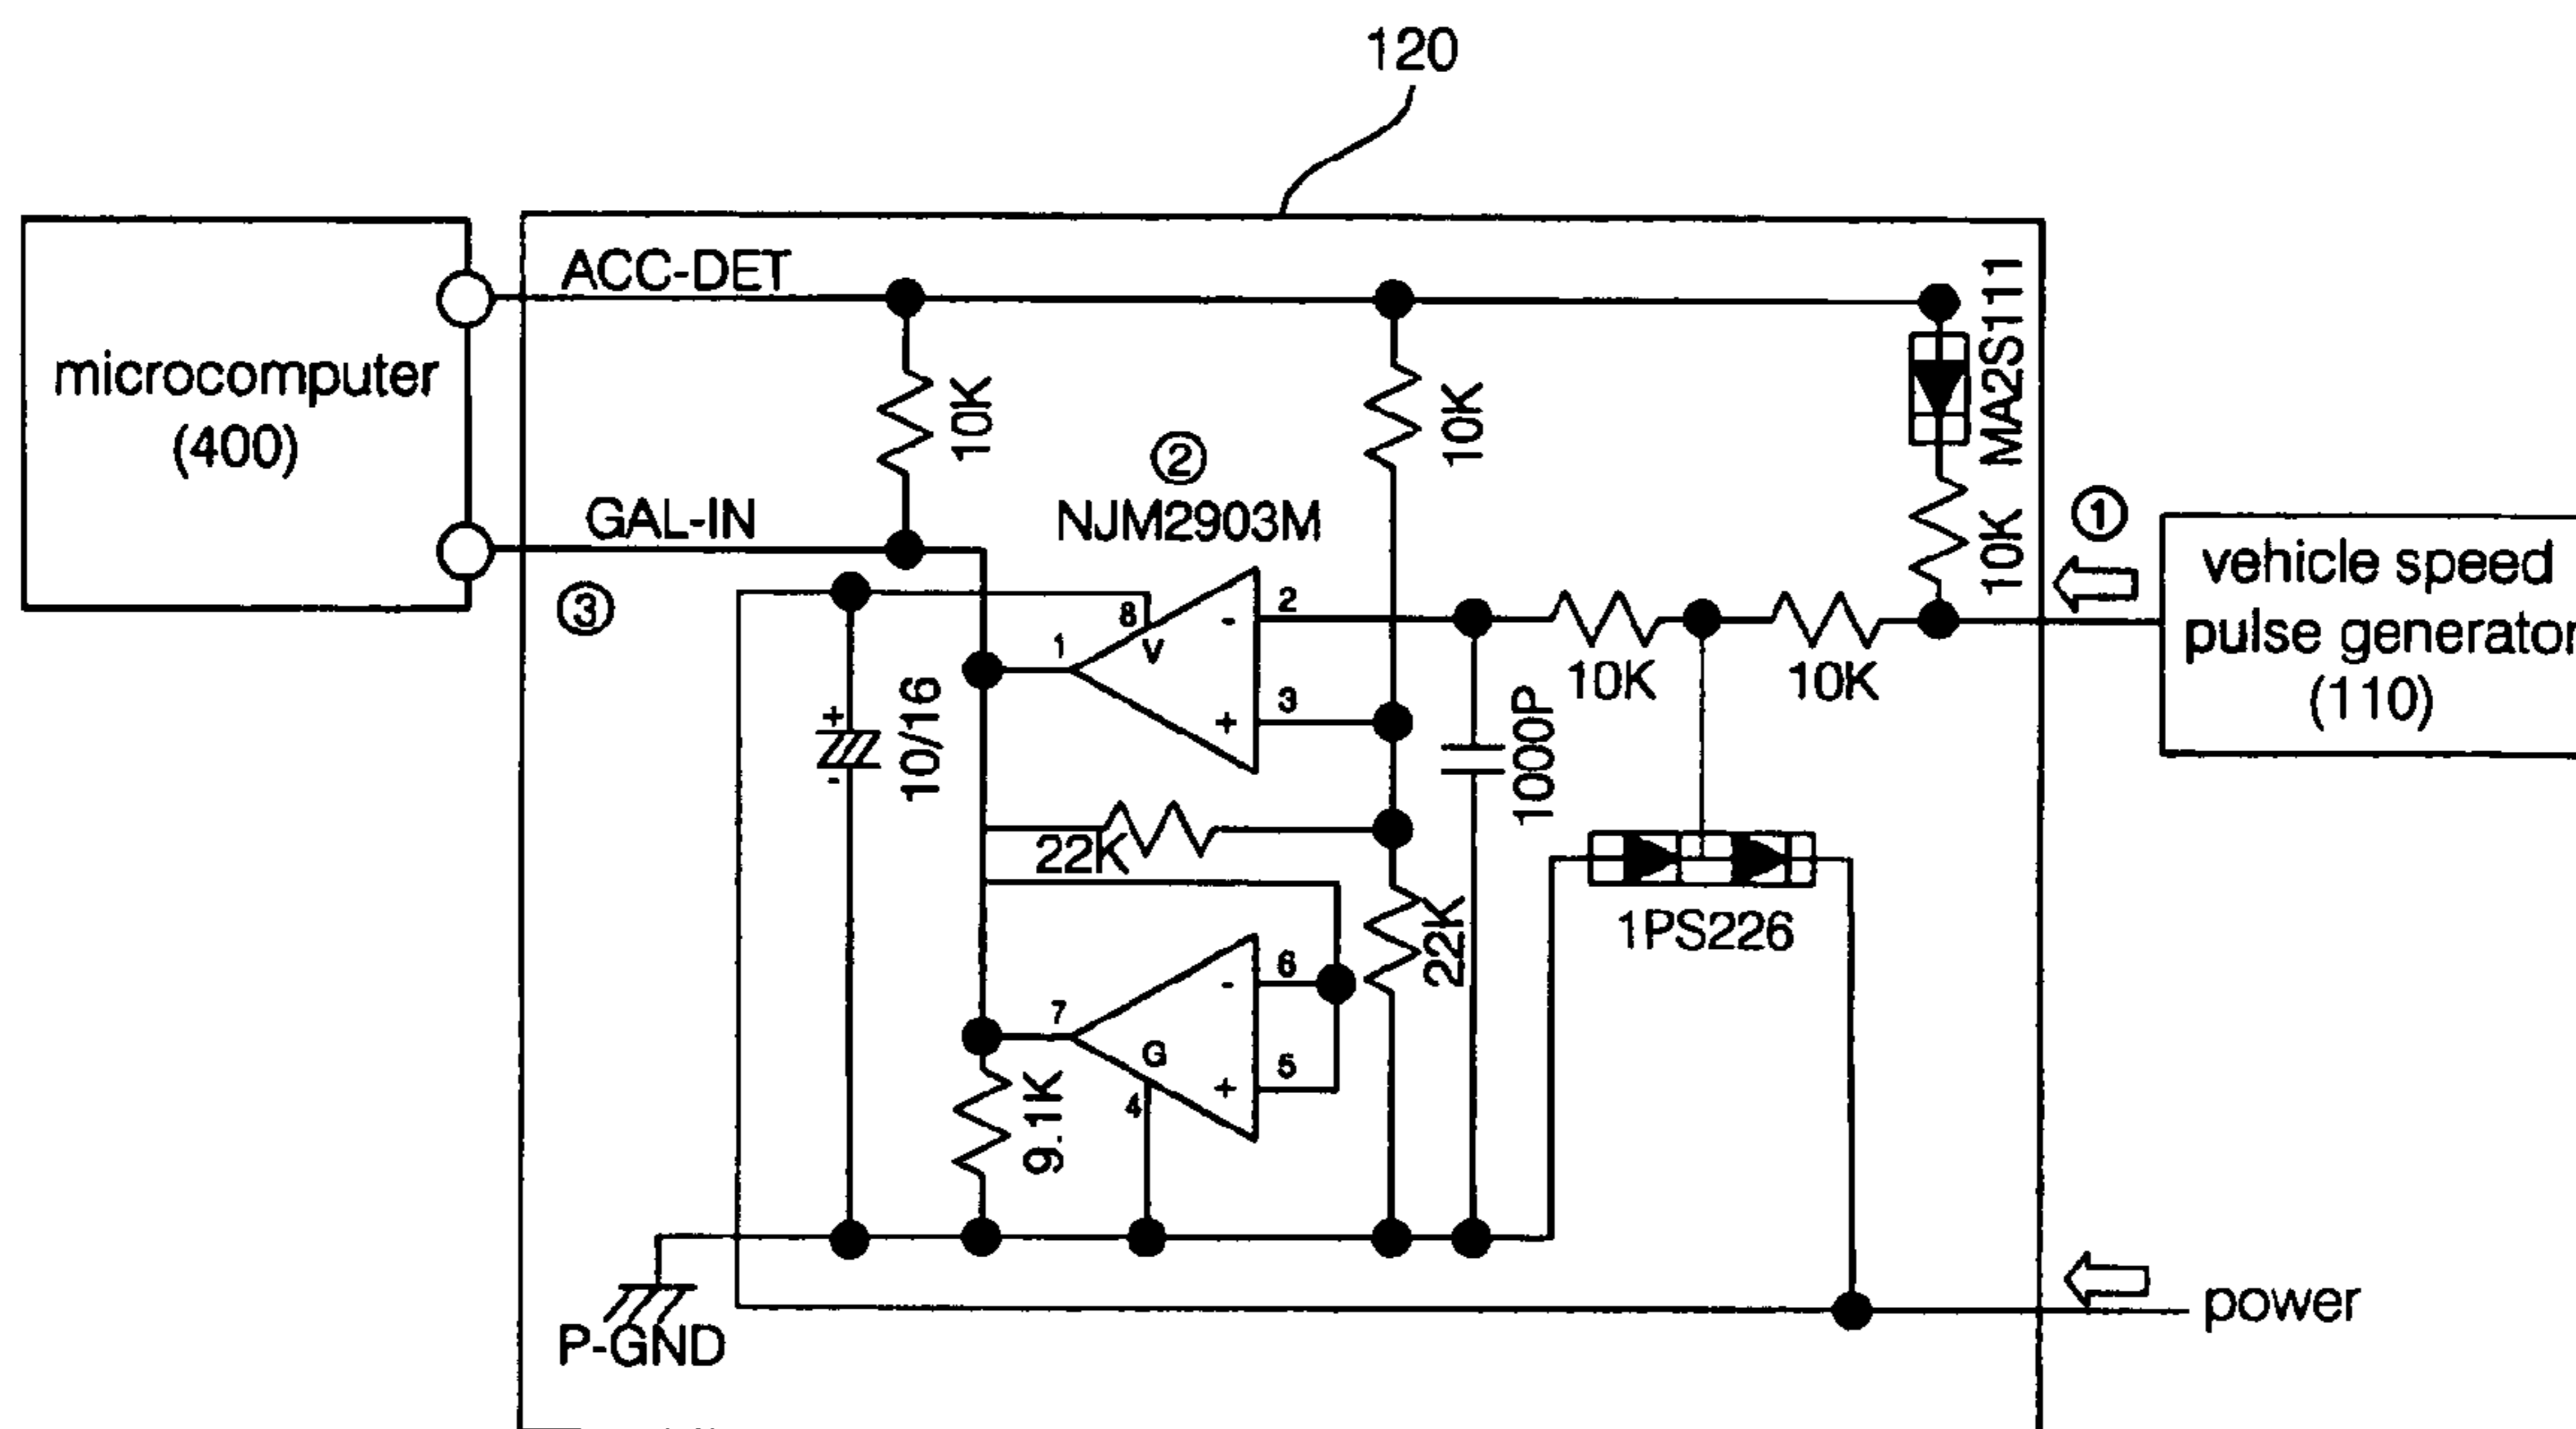 120
ACC-DET
MA2S111
microcomputer
(400)
10K
10K
②
NJM2903M
GAL-IN
10K
①
vehicle speed
pulse generator
(110)
③
8
V
1
2
-
3
+
10K
10K
+
-
10/16
1000P
22K
22K
1PS226
6
-
7
G
5
+
4
9.1K
P-GND
power